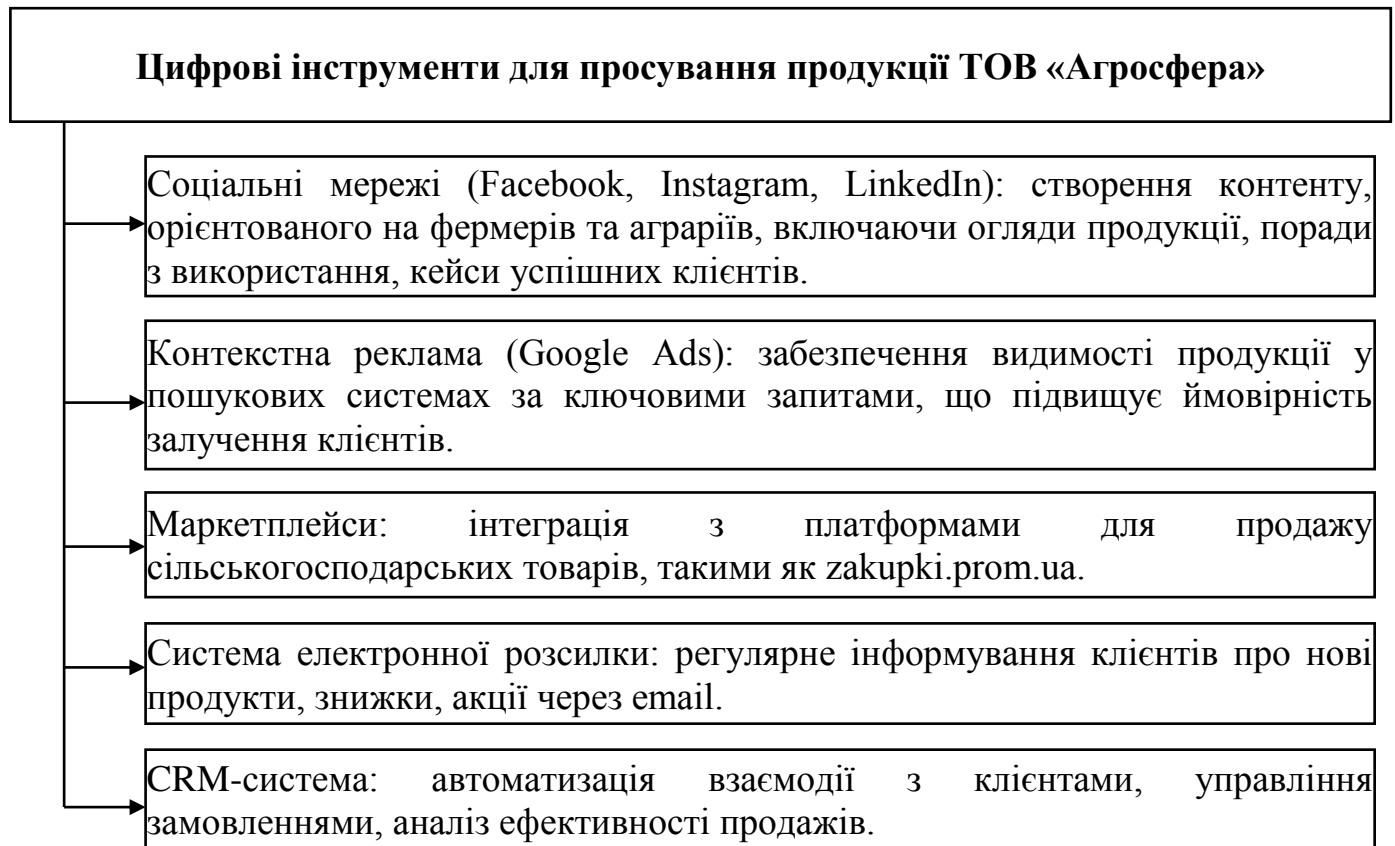 Цифрові інструменти для просування продукції ТОВ «Агросфера»
Соціальні мережі (Facebook, Instagram, LinkedIn): створення контенту,
орієнтованого на фермерів та аграріїв, включаючи огляди продукції, поради
з використання, кейси успішних клієнтів.
Контекстна реклама (Google Ads): забезпечення видимості продукції у
пошукових системах за ключовими запитами, що підвищує ймовірність
залучення клієнтів.
Маркетплейси: інтеграція з платформами для продажу
сільськогосподарських товарів, такими як zakupki.prom.ua.
Система електронної розсилки: регулярне інформування клієнтів про нові
продукти, знижки, акції через email.
CRM-система: автоматизація взаємодії з клієнтами, управління
замовленнями, аналіз ефективності продажів.